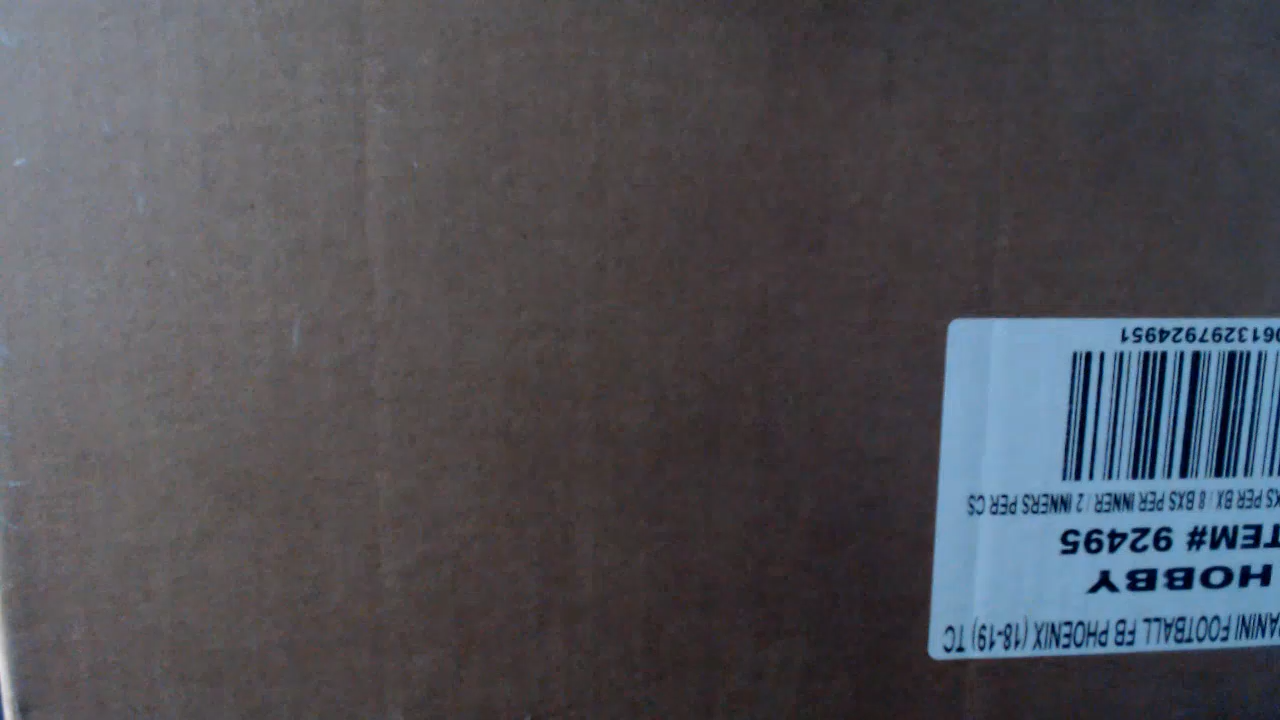 ANINI FOOTBALL FB PHOENIX (18-19) TC
HOBBY
TEM# 92495
KS PER BX / 8 BXS PER INNER / 2 INNERS PER CS
0613297924951